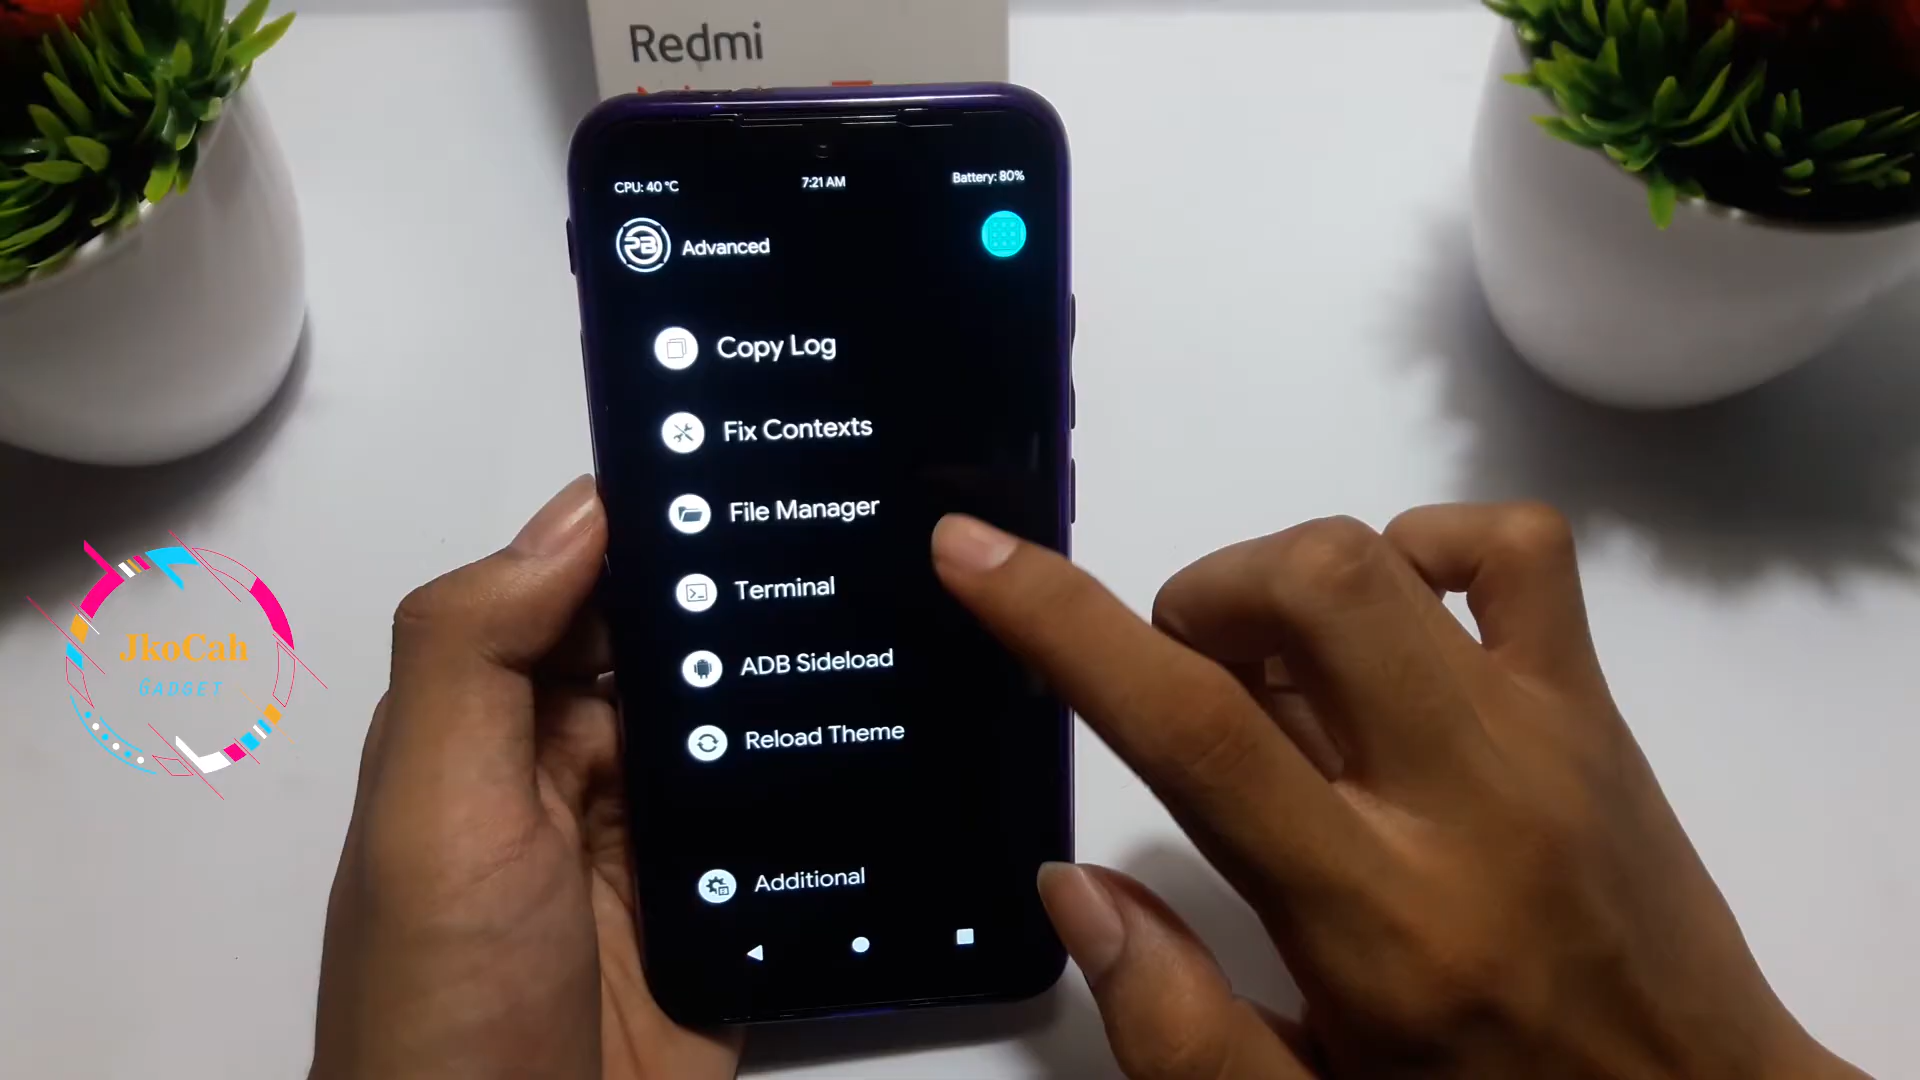 Redmi
CPU: 40 °C
7:21 AM
Battery: 80%
PB
Advanced
Copy Log
Fix Contexts
File Manager
Terminal
ADB Sideload
Reload Theme
Additional
JkoCah
GADGET